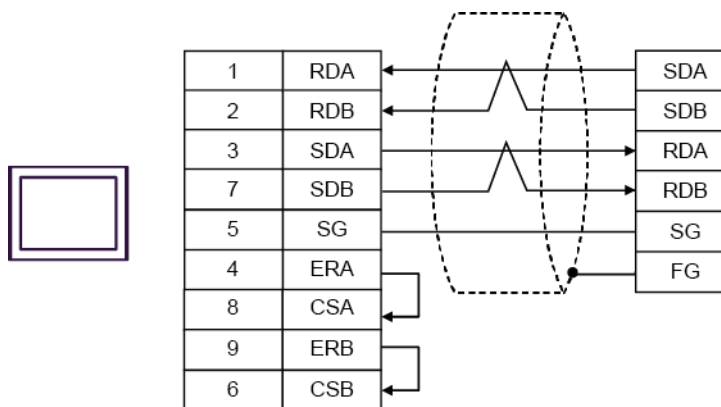 1 RDA SDA
2 RDB SDB
3 SDA RDA
7 SDB RDB
5 SG SG
4 ERA FG
8 CSA
9 ERB
6 CSB